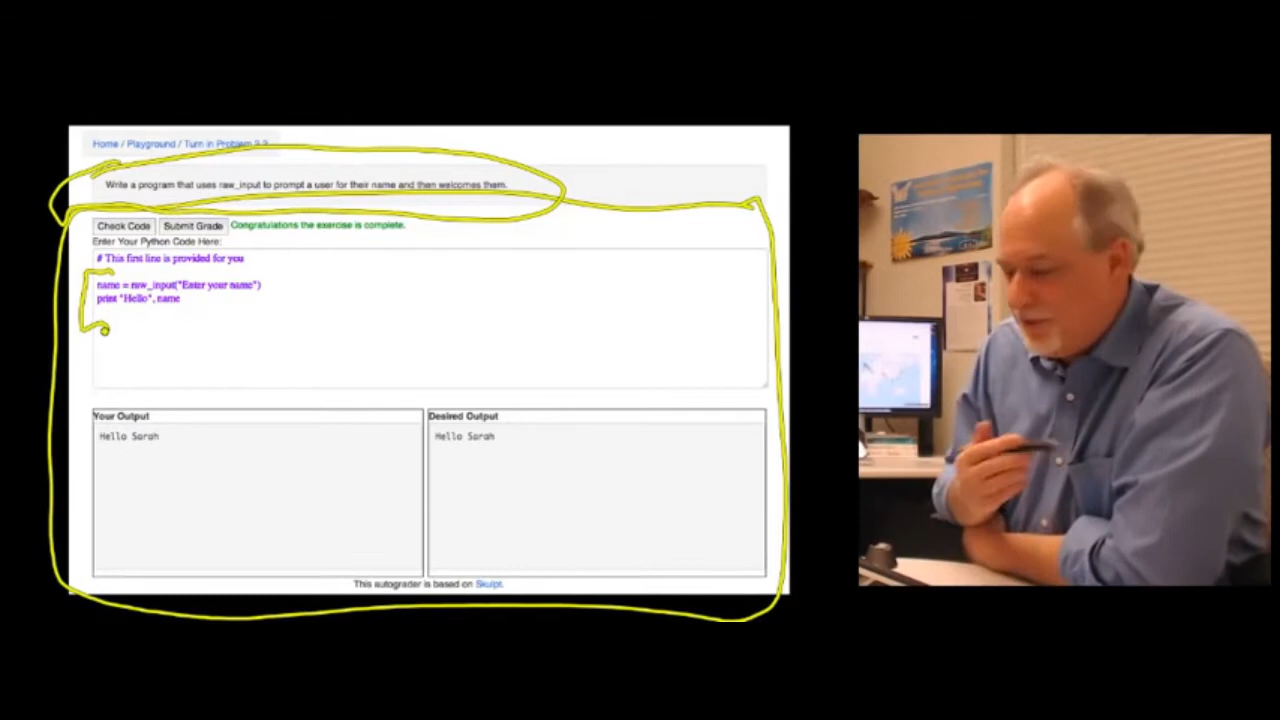 Home / Playground / Turn in Problem 2.2
Write a program that uses raw_input to prompt a user for their name and then welcomes them.
Check Code Submit Grade Congratulations the exercise is complete.
Enter Your Python Code Here:
# This first line is provided for you
name = raw_input("Enter your name")
print "Hello", name
Your Output
Hello Sarah
Desired Output
Hello Sarah
This autograder is based on Skulpt.